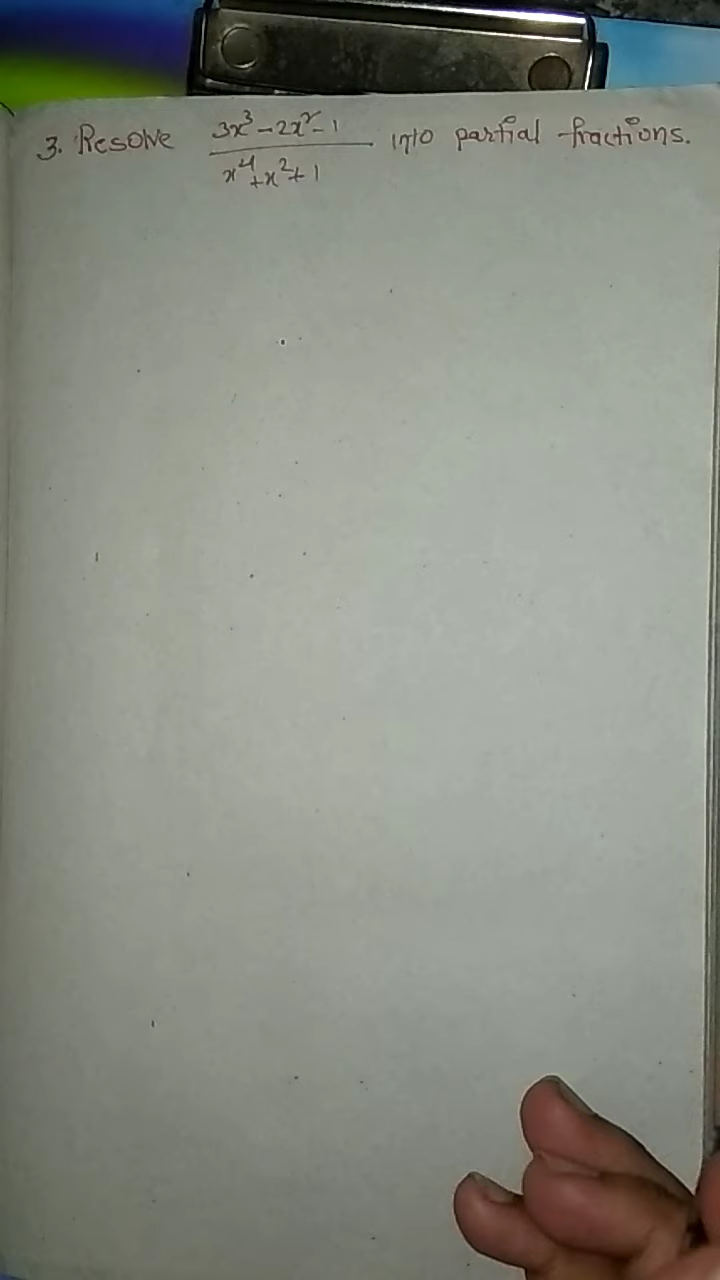 3. Resolve 3x³-2x²-1 / x⁴+x²+1 into partial fractions.